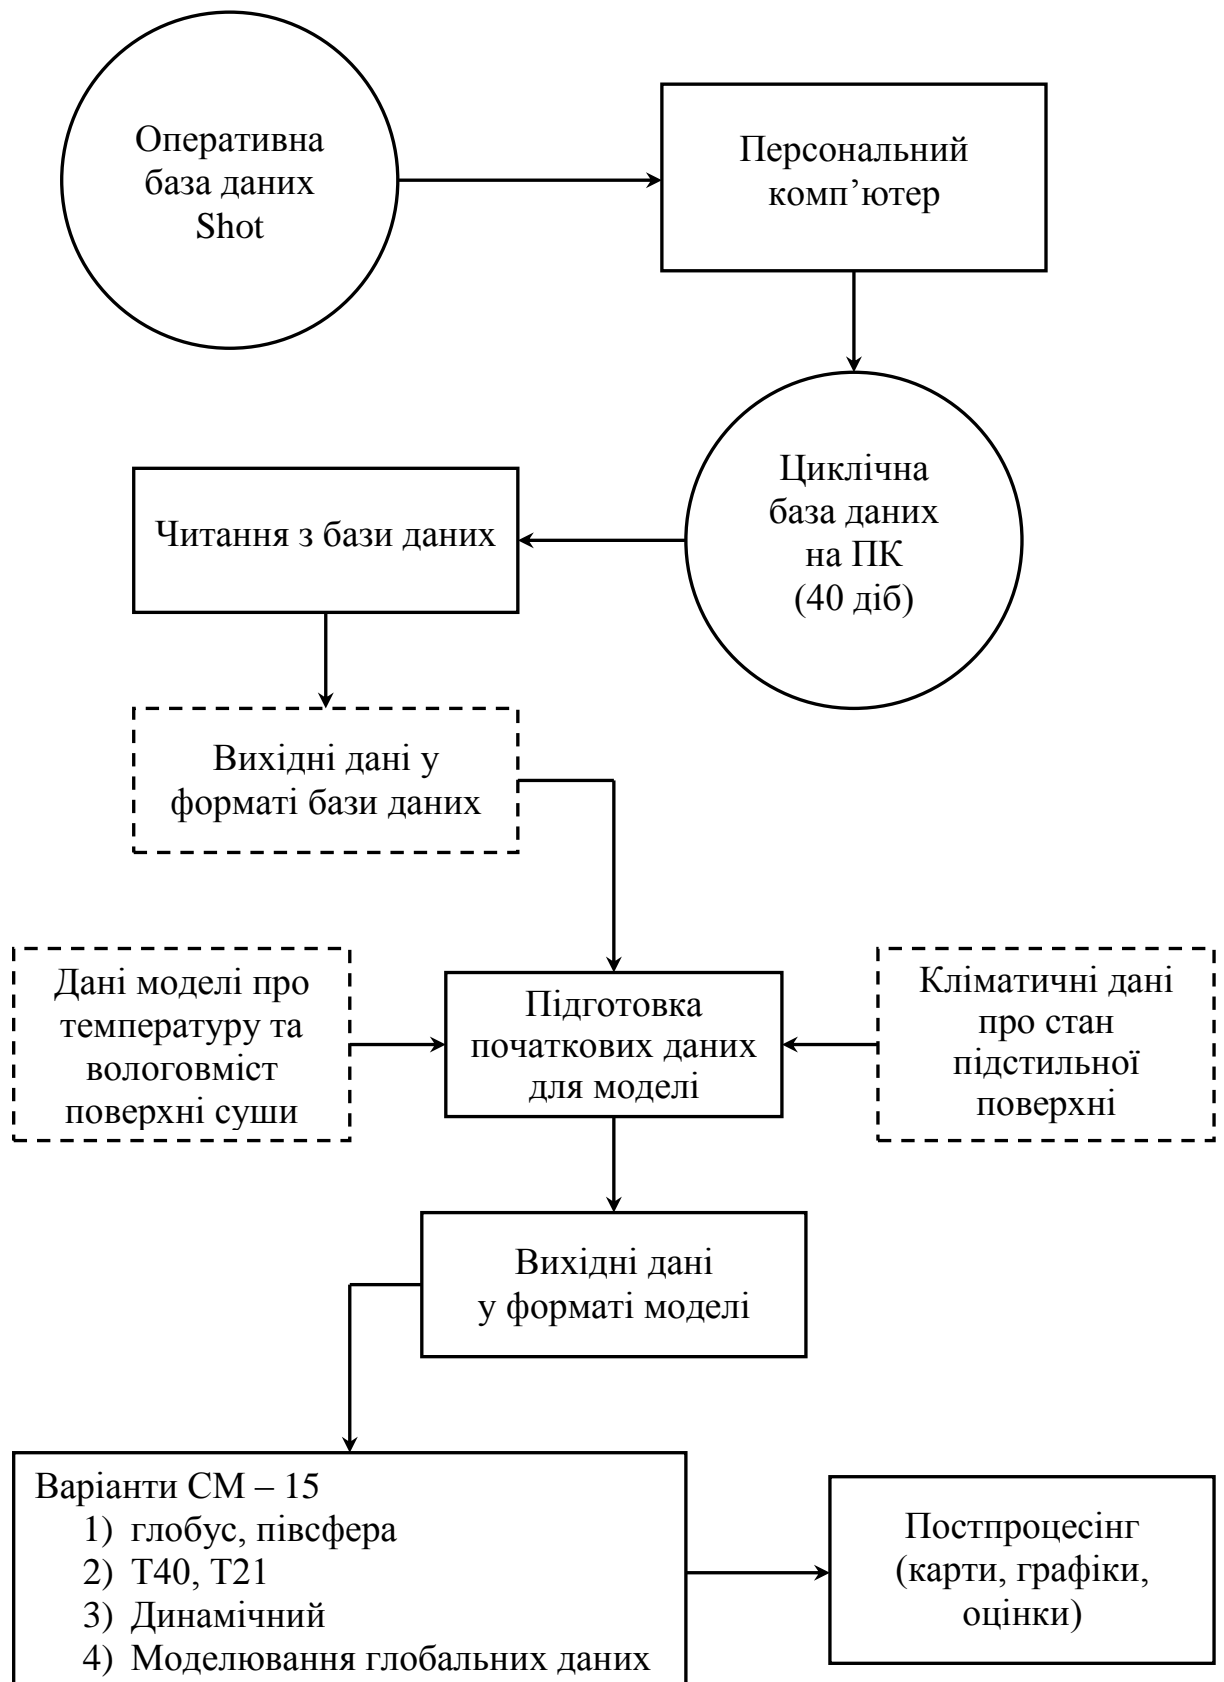 Оперативна
база даних
Shot
Персональний
комп’ютер
Циклічна
база даних
на ПК
(40 діб)
Читання з бази даних
Вихідні дані у
форматі бази даних
Дані моделі про
температуру та
вологовміст
поверхні суши
Підготовка
початкових даних
для моделі
Кліматичні дані
про стан
підстильної
поверхні
Вихідні дані
у форматі моделі
Варіанти СМ – 15
1) глобус, півсфера
2) Т40, Т21
3) Динамічний
4) Моделювання глобальних даних
Постпроцесінг
(карти, графіки,
оцінки)